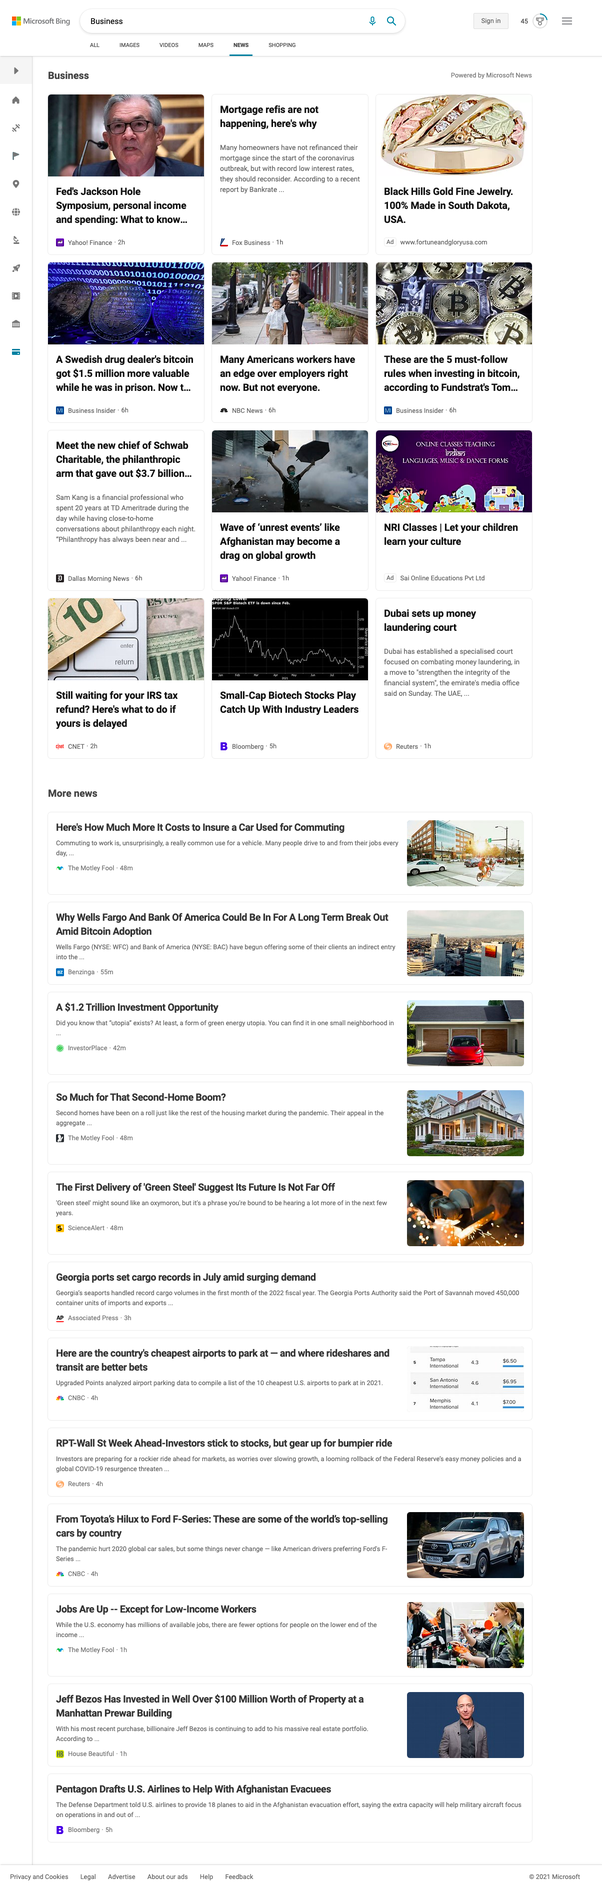 Microsoft Bing
Business
Sign in
45
ALL
IMAGES
VIDEOS
MAPS
NEWS
SHOPPING
Business
Powered by Microsoft News
Fed's Jackson Hole
Symposium, personal income
and spending: What to know...
Yahoo! Finance · 2h
Mortgage refis are not
happening, here's why
Many homeowners have not refinanced their
mortgage since the start of the coronavirus
outbreak, but with record low interest rates,
they should reconsider. According to a recent
report by Bankrate ...
Fox Business · 1h
Black Hills Gold Fine Jewelry.
100% Made in South Dakota,
USA.
Ad www.fortuneandgloryusa.com
A Swedish drug dealer's bitcoin
got $1.5 million more valuable
while he was in prison. Now t...
Business Insider · 6h
Many Americans workers have
an edge over employers right
now. But not everyone.
NBC News · 6h
These are the 5 must-follow
rules when investing in bitcoin,
according to Fundstrat's Tom...
Business Insider · 6h
Meet the new chief of Schwab
Charitable, the philanthropic
arm that gave out $3.7 billion...
Sam Kang is a financial professional who
spent 20 years at TD Ameritrade during the
day while having close-to-home
conversations about philanthropy each night.
"Philanthropy has always been near and ...
Dallas Morning News · 6h
Wave of 'unrest events' like
Afghanistan may become a
drag on global growth
Yahoo! Finance · 1h
ONLINE CLASSES TEACHING
Indian
LANGUAGES, MUSIC & DANCE FORMS
NRI Classes | Let your children
learn your culture
Ad Sai Online Educations Pvt Ltd
10
enter
return
Still waiting for your IRS tax
refund? Here's what to do if
yours is delayed
CNET · 2h
SPDR S&P Biotech ETF is down since Feb.
Small-Cap Biotech Stocks Play
Catch Up With Industry Leaders
Bloomberg · 5h
Dubai sets up money
laundering court
Dubai has established a specialised court
focused on combating money laundering, in
a move to "strengthen the integrity of the
financial system", the emirate's media office
said on Sunday. The UAE, ...
Reuters · 1h
More news
Here's How Much More It Costs to Insure a Car Used for Commuting
Commuting to work is, unsurprisingly, a really common use for a vehicle. Many people drive to and from their jobs every
day, ...
The Motley Fool · 48m
Why Wells Fargo And Bank Of America Could Be In For A Long Term Break Out
Amid Bitcoin Adoption
Wells Fargo (NYSE: WFC) and Bank of America (NYSE: BAC) have begun offering some of their clients an indirect entry
into the ...
Benzinga · 55m
A $1.2 Trillion Investment Opportunity
Did you know that "utopia" exists? At least, a form of green energy utopia. You can find it in one small neighborhood in
...
InvestorPlace · 42m
So Much for That Second-Home Boom?
Second homes have been on a roll just like the rest of the housing market during the pandemic. Their appeal in the
aggregate ...
The Motley Fool · 48m
The First Delivery of 'Green Steel' Suggest Its Future Is Not Far Off
'Green steel' might sound like an oxymoron, but it's a phrase you're bound to be hearing a lot more of in the next few
years.
ScienceAlert · 48m
Georgia ports set cargo records in July amid surging demand
Georgia's seaports handled record cargo volumes in the first month of the 2022 fiscal year. The Georgia Ports Authority said the Port of Savannah moved 450,000
container units of imports and exports ...
Associated Press · 3h
Here are the country's cheapest airports to park at — and where rideshares and
transit are better bets
Upgraded Points analyzed airport parking data to compile a list of the 10 cheapest U.S. airports to park at in 2021.
CNBC · 4h
5 Tampa International 4.3 $6.50
6 San Antonio International 4.6 $6.95
7 Memphis International 4.1 $7.00
RPT-Wall St Week Ahead-Investors stick to stocks, but gear up for bumpier ride
Investors are preparing for a rockier ride ahead for markets, as worries over slowing growth, a looming rollback of the Federal Reserve's easy money policies and a
global COVID-19 resurgence threaten ...
Reuters · 4h
From Toyota's Hilux to Ford F-Series: These are some of the world's top-selling
cars by country
The pandemic hurt 2020 global car sales, but some things never change — like American drivers preferring Ford's F-
Series ...
CNBC · 4h
Jobs Are Up -- Except for Low-Income Workers
While the U.S. economy has millions of available jobs, there are fewer options for people on the lower end of the
income ...
The Motley Fool · 1h
Jeff Bezos Has Invested in Well Over $100 Million Worth of Property at a
Manhattan Prewar Building
With his most recent purchase, billionaire Jeff Bezos is continuing to add to his massive real estate portfolio.
According to ...
House Beautiful · 1h
Pentagon Drafts U.S. Airlines to Help With Afghanistan Evacuees
The Defense Department told U.S. airlines to provide 18 planes to aid in the Afghanistan evacuation effort, saying the extra capacity will help military aircraft focus
on operations in and out of ...
Bloomberg · 5h
Privacy and Cookies
Legal
Advertise
About our ads
Help
Feedback
© 2021 Microsoft